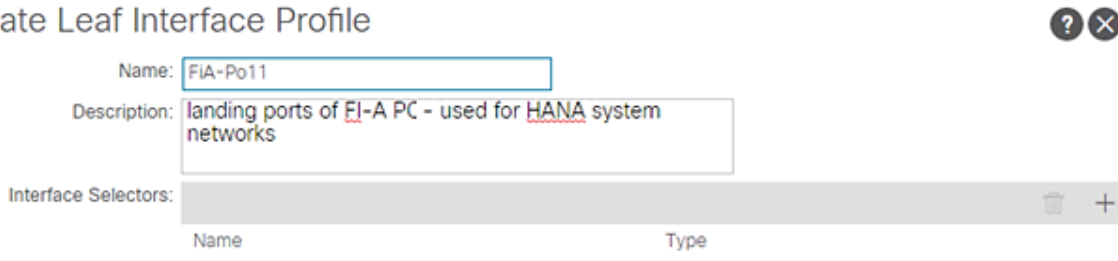 ate Leaf Interface Profile
Name: FiA-Po11
Description: landing ports of FI-A PC - used for HANA system
networks
Interface Selectors:
Name Type